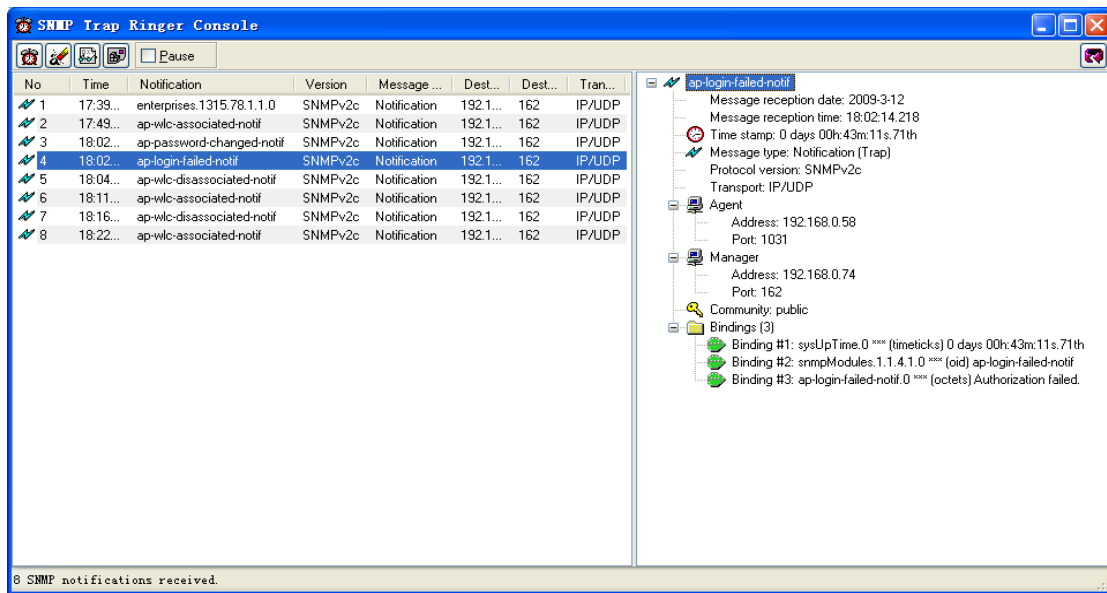 SNMP Trap Ringer Console
Pause
No Time Notification Version Message ... Dest... Dest... Tran...
1 17:39... enterprises.1315.78.1.1.0 SNMPv2c Notification 192.1... 162 IP/UDP
2 17:49... ap-wlc-associated-notif SNMPv2c Notification 192.1... 162 IP/UDP
3 18:02... ap-password-changed-notif SNMPv2c Notification 192.1... 162 IP/UDP
4 18:02... ap-login-failed-notif SNMPv2c Notification 192.1... 162 IP/UDP
5 18:04... ap-wlc-disassociated-notif SNMPv2c Notification 192.1... 162 IP/UDP
6 18:11... ap-wlc-associated-notif SNMPv2c Notification 192.1... 162 IP/UDP
7 18:16... ap-wlc-disassociated-notif SNMPv2c Notification 192.1... 162 IP/UDP
8 18:22... ap-wlc-associated-notif SNMPv2c Notification 192.1... 162 IP/UDP
ap-login-failed-notif
Message reception date: 2009-3-12
Message reception time: 18:02:14.218
Time stamp: 0 days 00h:43m:11s.71th
Message type: Notification (Trap)
Protocol version: SNMPv2c
Transport: IP/UDP
Agent
Address: 192.168.0.58
Port: 1031
Manager
Address: 192.168.0.74
Port: 162
Community: public
Bindings (3)
Binding #1: sysUpTime.0 *** (timeticks) 0 days 00h:43m:11s.71th
Binding #2: snmpModules.1.1.4.1.0 *** (oid) ap-login-failed-notif
Binding #3: ap-login-failed-notif.0 *** (octets) Authorization failed.
8 SNMP notifications received.